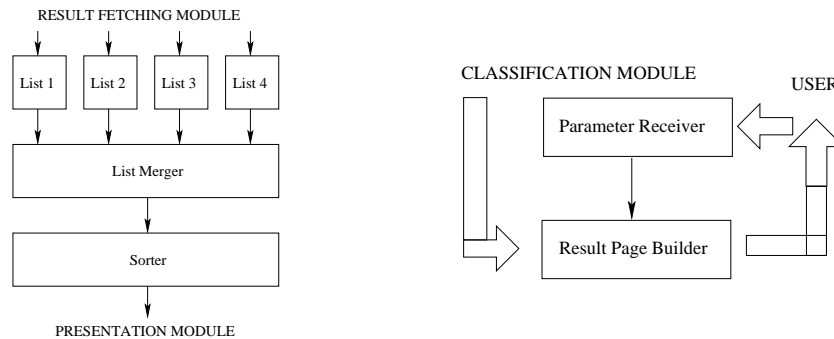 RESULT FETCHING MODULE
List 1
List 2
List 3
List 4
List Merger
Sorter
PRESENTATION MODULE
CLASSIFICATION MODULE
USER
Parameter Receiver
Result Page Builder